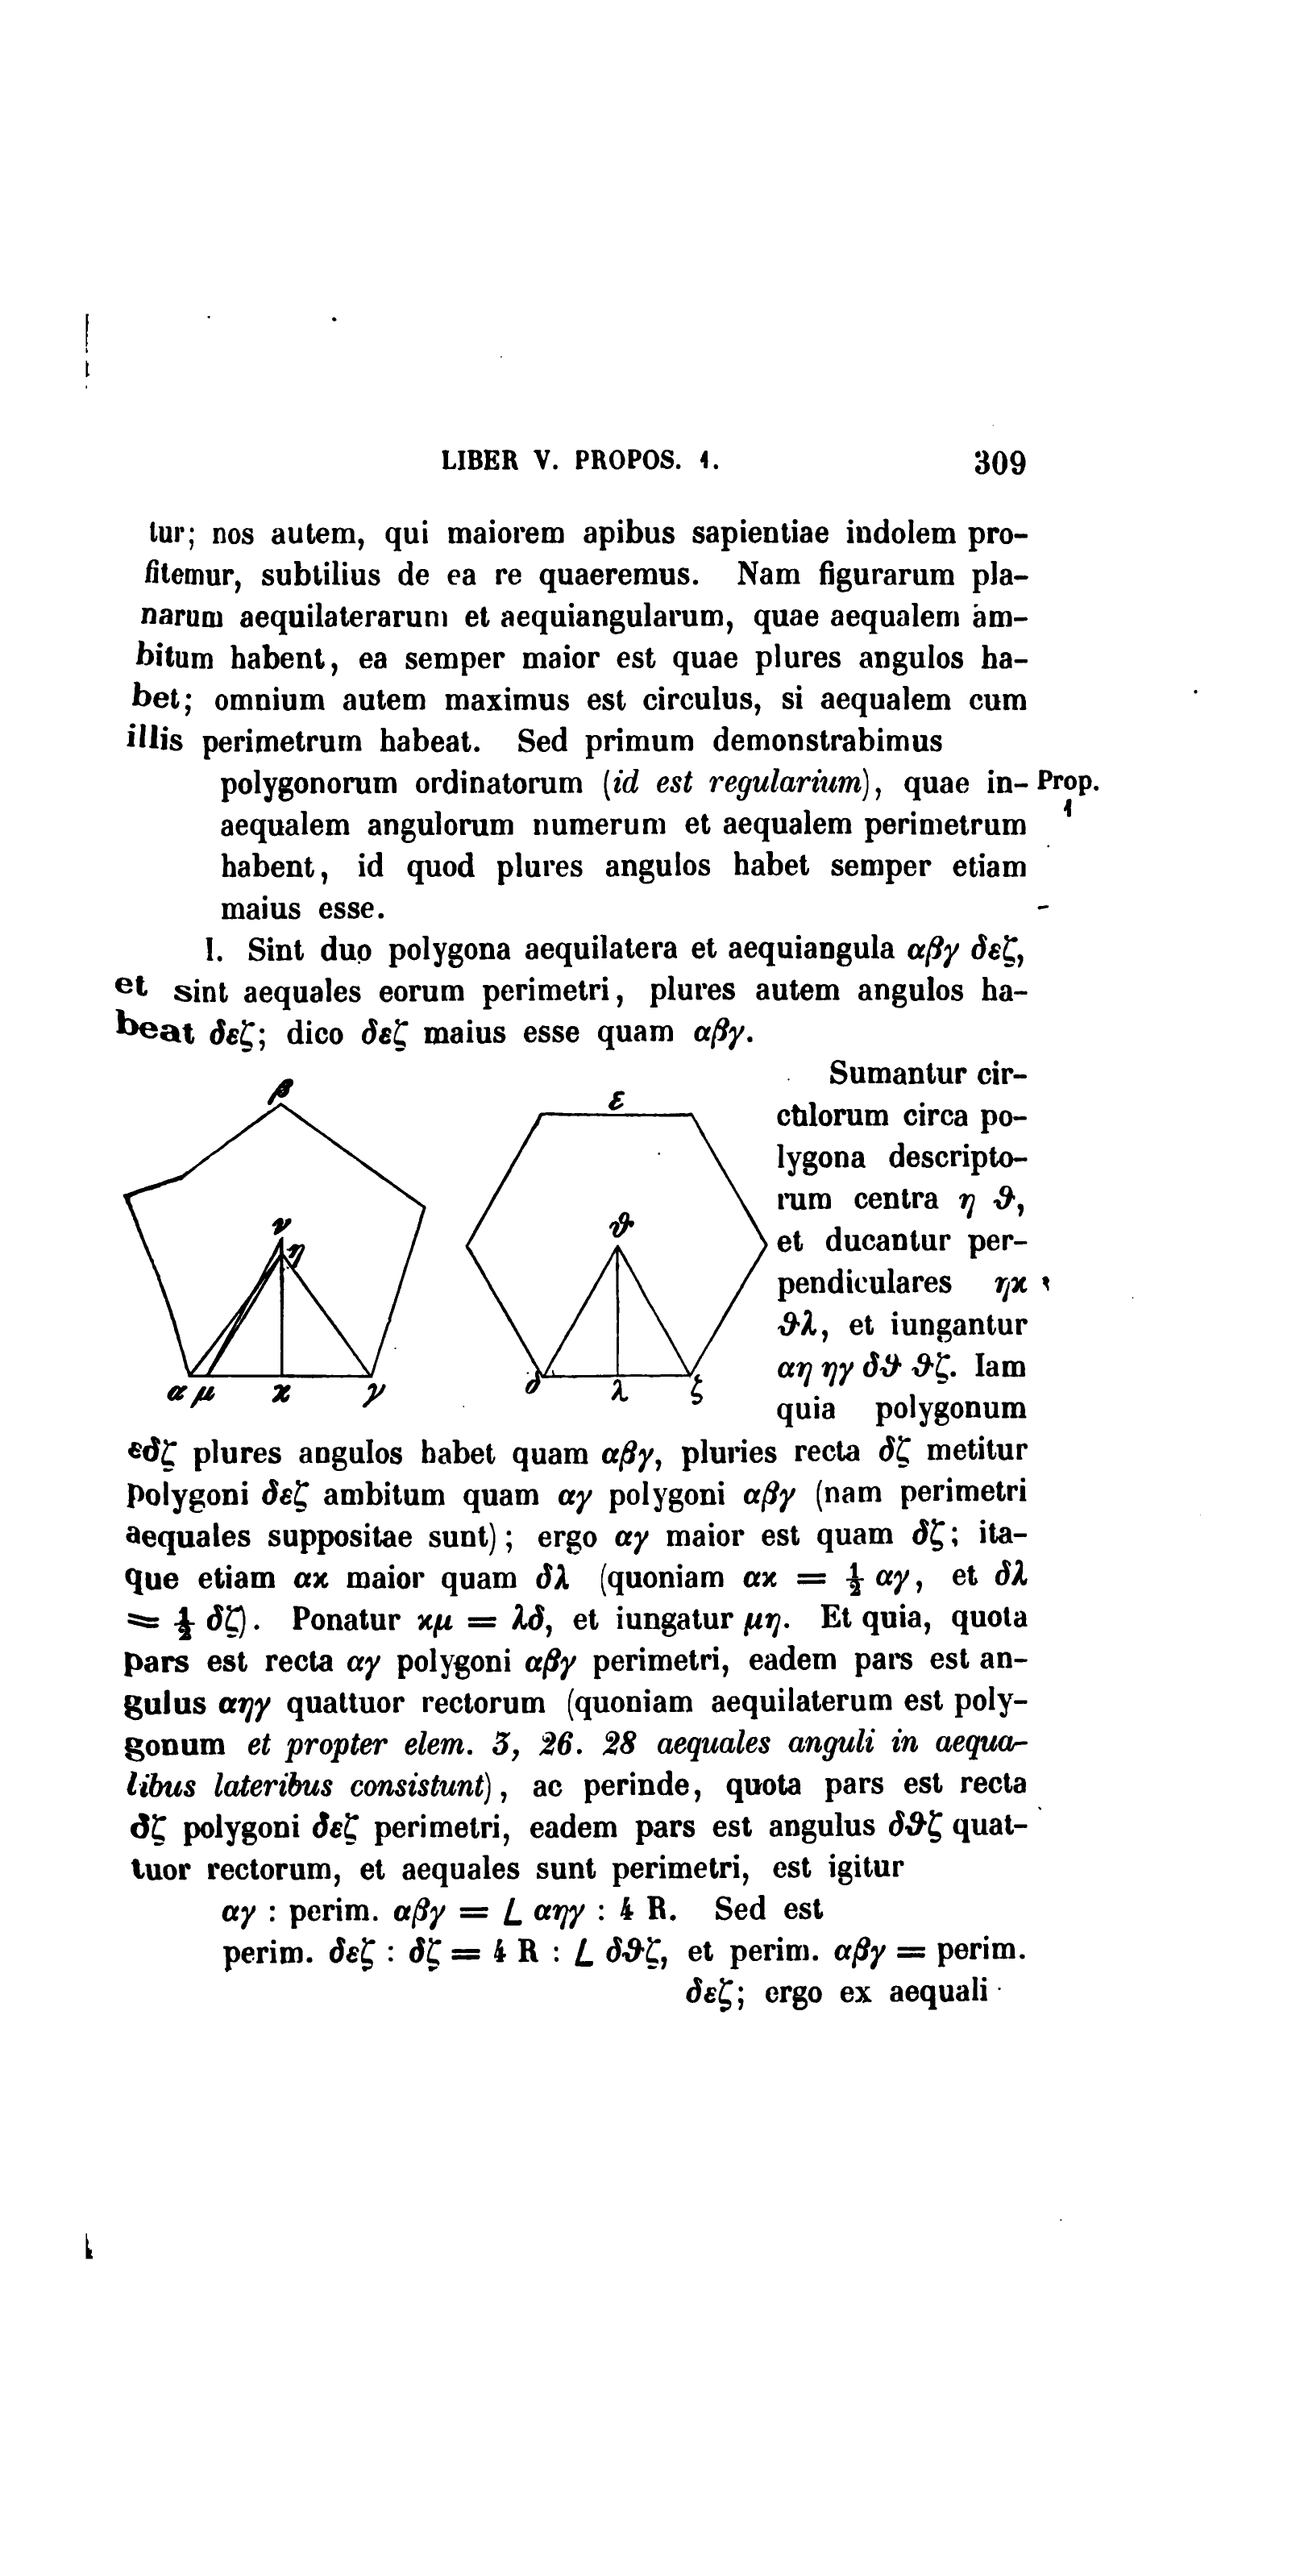 LIBER V. PROPOS. 1. 309
tur; nos autem, qui maiorem apibus sapientiae indolem pro-
fitemur, subtilius de ea re quaeremus. Nam figurarum pla-
narum aequilaterarum et aequiangularum, quae aequalem am-
bitum habent, ea semper maior est quae plures angulos ha-
bet; omnium autem maximus est circulus, si aequalem cum
illis perimetrum habeat. Sed primum demonstrabimus
polygonorum ordinatorum (id est regularium), quae in- Prop.
aequalem angulorum numerum et aequalem perimetrum 1
habent, id quod plures angulos habet semper etiam
maius esse.
I. Sint duo polygona aequilatera et aequiangula αβγ δεζ,
et sint aequales eorum perimetri, plures autem angulos ha-
beat δεζ; dico δεζ maius esse quam αβγ.
β
ε
ν
η
ϑ
α μ κ γ
δ λ ζ
Sumantur cir-
culorum circa po-
lygona descripto-
rum centra η ϑ,
et ducantur per-
pendiculares ηκ
ϑλ, et iungantur
αη ηγ δϑ ϑζ. Iam
quia polygonum
εδζ plures angulos habet quam αβγ, pluries recta δζ metitur
polygoni δεζ ambitum quam αγ polygoni αβγ (nam perimetri
aequales suppositae sunt); ergo αγ maior est quam δζ; ita-
que etiam ακ maior quam δλ (quoniam ακ = ½ αγ, et δλ
= ½ δζ). Ponatur κμ = λδ, et iungatur μη. Et quia, quota
pars est recta αγ polygoni αβγ perimetri, eadem pars est an-
gulus αηγ quattuor rectorum (quoniam aequilaterum est poly-
gonum et propter elem. 3, 26. 28 aequales anguli in aequa-
libus lateribus consistunt), ac perinde, quota pars est recta
δζ polygoni δεζ perimetri, eadem pars est angulus δϑζ quat-
tuor rectorum, et aequales sunt perimetri, est igitur
αγ : perim. αβγ = L αηγ : 4 R. Sed est
perim. δεζ : δζ = 4 R : L δϑζ, et perim. αβγ = perim.
δεζ; ergo ex aequali